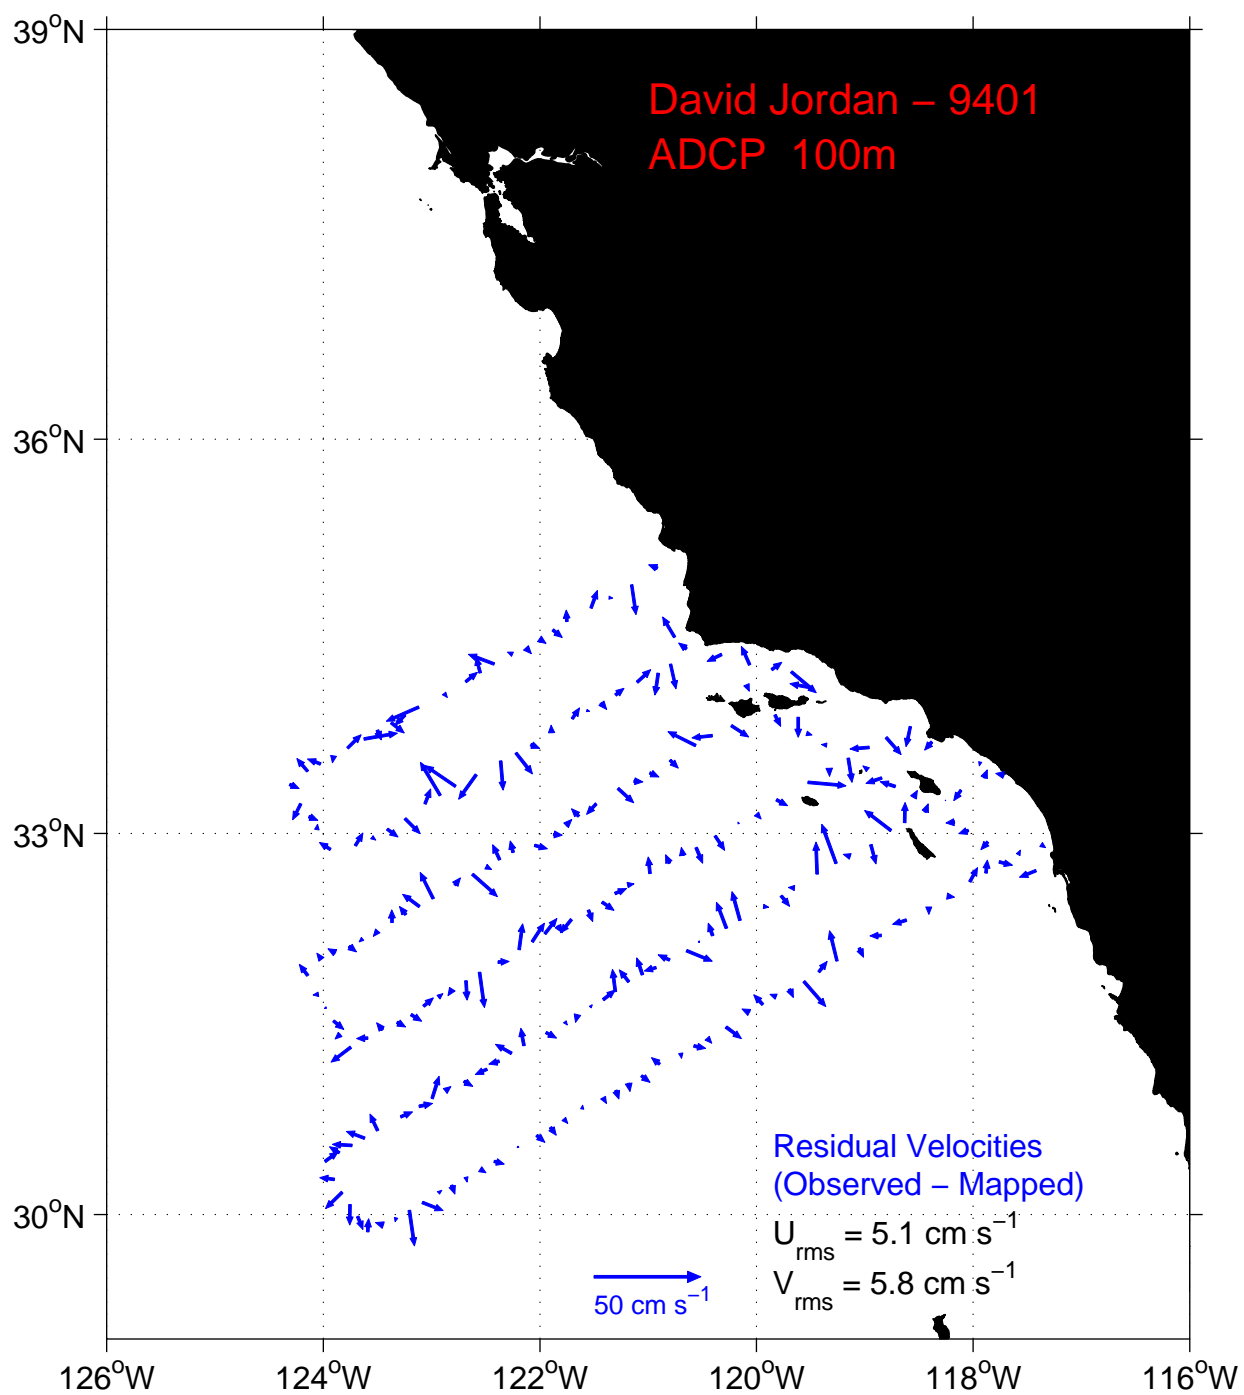 39°N
David Jordan – 9401
ADCP 100m
36°N
33°N
Residual Velocities
(Observed – Mapped)
30°N
U_rms = 5.1 cm s⁻¹
V_rms = 5.8 cm s⁻¹
50 cm s⁻¹
126°W 124°W 122°W 120°W 118°W 116°W